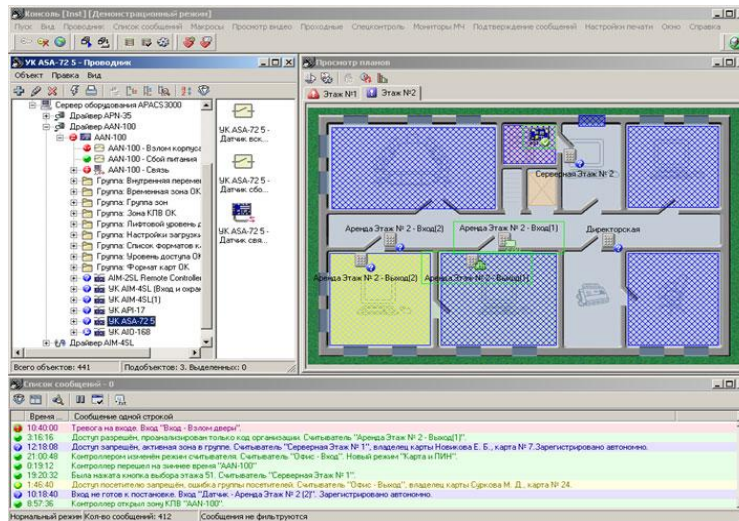 Консоль [Inst] [Демонстрационный режим]
Пуск Вид Проводник Список сообщений Макросы Просмотр видео Проходные Спецконтроль Мониторы МЧ Подтверждение сообщений Настройки печати Окно Справка
УК ASA-72 5 - Проводник
Объект Правка Вид
Сервер оборудования APACS3000
Драйвер APN-35
Драйвер AAN-100
AAN-100
AAN-100 - Взлом корпуса
AAN-100 - Сбой питания
AAN-100 - Связь
Группа: Внутренняя перемен
Группа: Временная зона ОК
Группа: Группа зон
Группа: Зона КПВ ОК
Группа: Лифтовой уровень д
Группа: Настройки загрузки
Группа: Список форматов к
Группа: Уровень доступа ОК
Группа: Формат карт ОК
AIM-2SL Remote Controller
УК AIM-4SL (Вход и охран
УК AIM-4SL(1)
УК API-17
УК ASA-72 5
УК AIO-168
Драйвер AIM-4SL
УК ASA-72 5 - Датчик вск...
УК ASA-72 5 - Датчик сбо...
УК ASA-72 5 - Датчик свя...
Всего объектов: 441
Подобъектов: 3. Выделенных: 0
Просмотр планов
Этаж №1
Этаж №2
Серверная Этаж № 2
Аренда Этаж № 2 - Вход(2)
Аренда Этаж № 2 - Вход(1)
Директорская
Аренда Этаж № 2 - Выход(2)
Аренда Этаж № 2 - Выход(1)
Список сообщений - 0
Время ... Сообщение одной строкой
10:40:00 Тревога на входе. Вход "Вход - Взлом двери".
3:16:16 Доступ разрешён, проанализирован только код организации. Считыватель "Аренда Этаж № 2 - Выход(1)".
12:18:08 Доступ запрещён, активная зона в группе. Считыватель "Серверная Этаж № 1", владелец карты Новикова Е. Б., карта № 7.Зарегистрировано автономно.
21:00:48 Контроллером изменён режим считывателя. Считыватель "Офис - Вход". Новый режим "Карта и ПИН".
0:19:12 Контроллер перешел на зимнее время "AAN-100"
19:20:32 Была нажата кнопка выбора этажа 51. Считыватель "Серверная Этаж № 1".
1:46:40 Доступ посетителю запрещён, ошибка группы посетителей. Считыватель "Офис - Выход", владелец карты Суркова М. Д., карта № 24.
10:18:40 Вход не готов к постановке. Вход "Датчик - Аренда Этаж № 2 (2)". Зарегистрировано автономно.
8:57:36 Контроллер открыл зону КПВ "AAN-100".
Нормальный режим Кол-во сообщений: 412 Сообщения не фильтруются